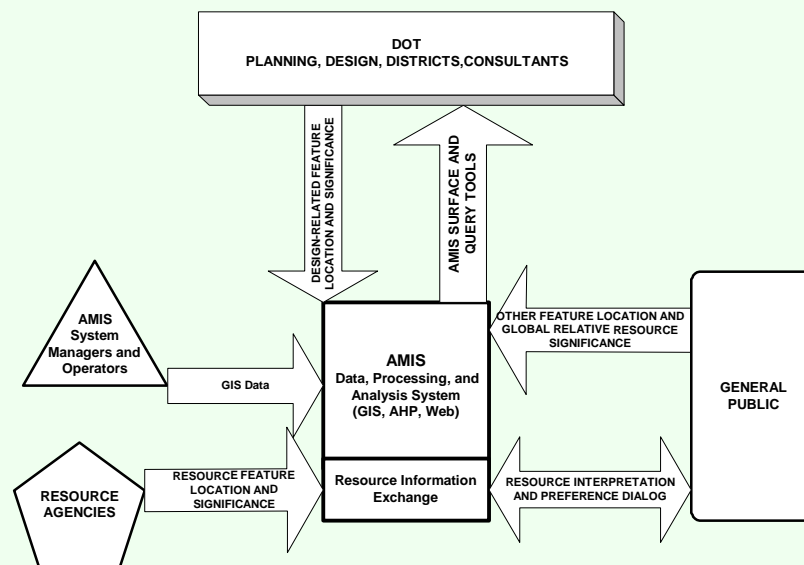 DOT
PLANNING, DESIGN, DISTRICTS,CONSULTANTS
DESIGN-RELATED FEATURE
LOCATION AND SIGNIFICANCE
AMIS SURFACE AND
QUERY TOOLS
AMIS
System
Managers and
Operators
GIS Data
AMIS
Data, Processing, and
Analysis System
(GIS, AHP, Web)
OTHER FEATURE LOCATION AND
GLOBAL RELATIVE RESOURCE
SIGNIFICANCE
GENERAL
PUBLIC
RESOURCE
AGENCIES
RESOURCE FEATURE
LOCATION AND
SIGNIFICANCE
Resource Information
Exchange
RESOURCE INTERPRETATION
AND PREFERENCE DIALOG